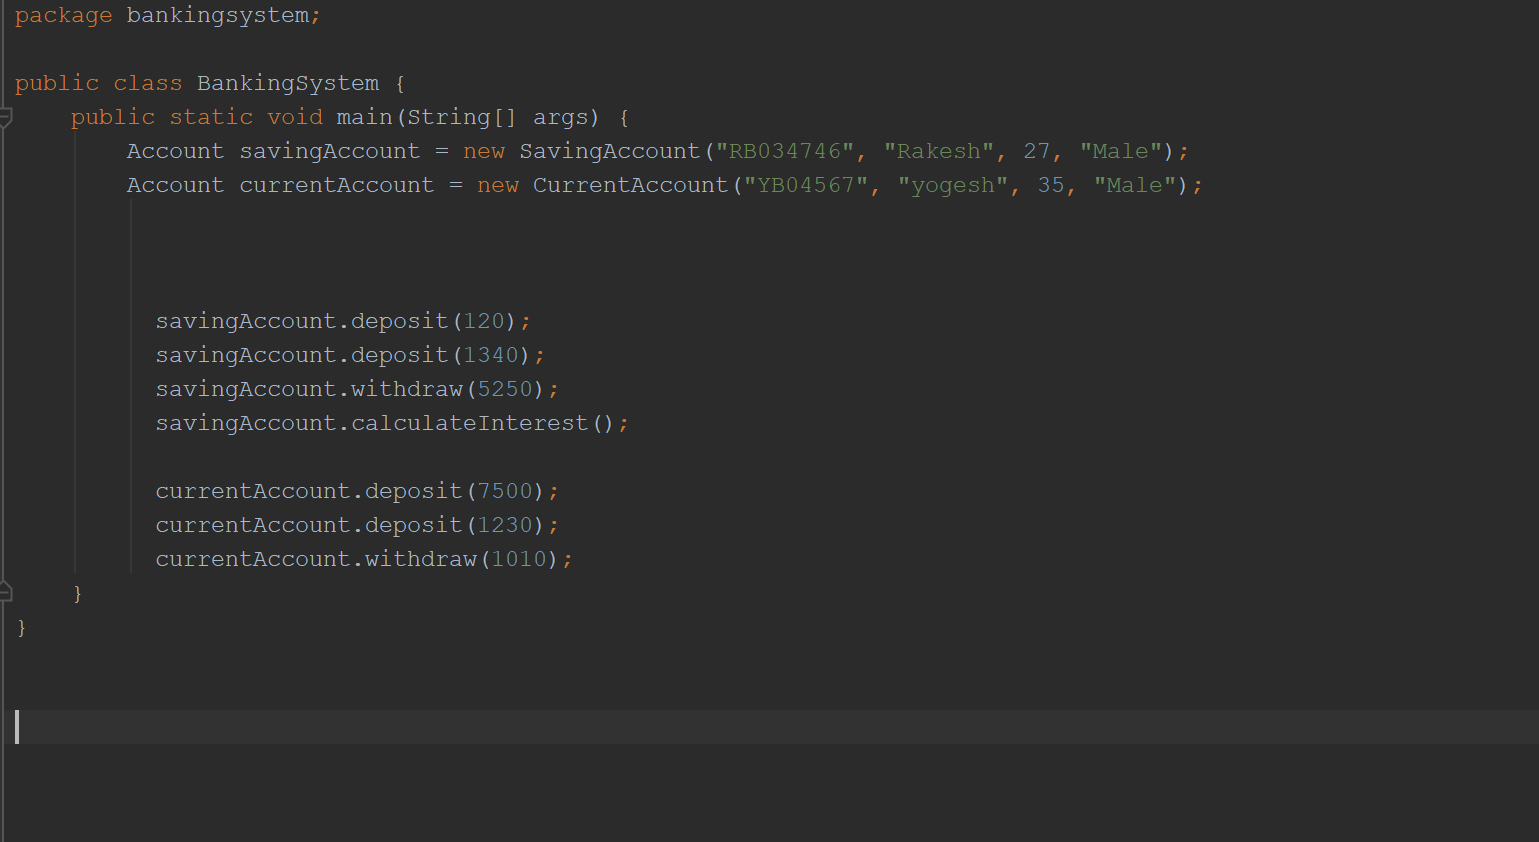 package bankingsystem;
public class BankingSystem {
public static void main(String[] args) {
Account savingAccount = new SavingAccount("RB034746", "Rakesh", 27, "Male");
Account currentAccount = new CurrentAccount("YB04567", "yogesh", 35, "Male");
savingAccount.deposit(120);
savingAccount.deposit(1340);
savingAccount.withdraw(5250);
savingAccount.calculateInterest();
currentAccount.deposit(7500);
currentAccount.deposit(1230);
currentAccount.withdraw(1010);
}
}